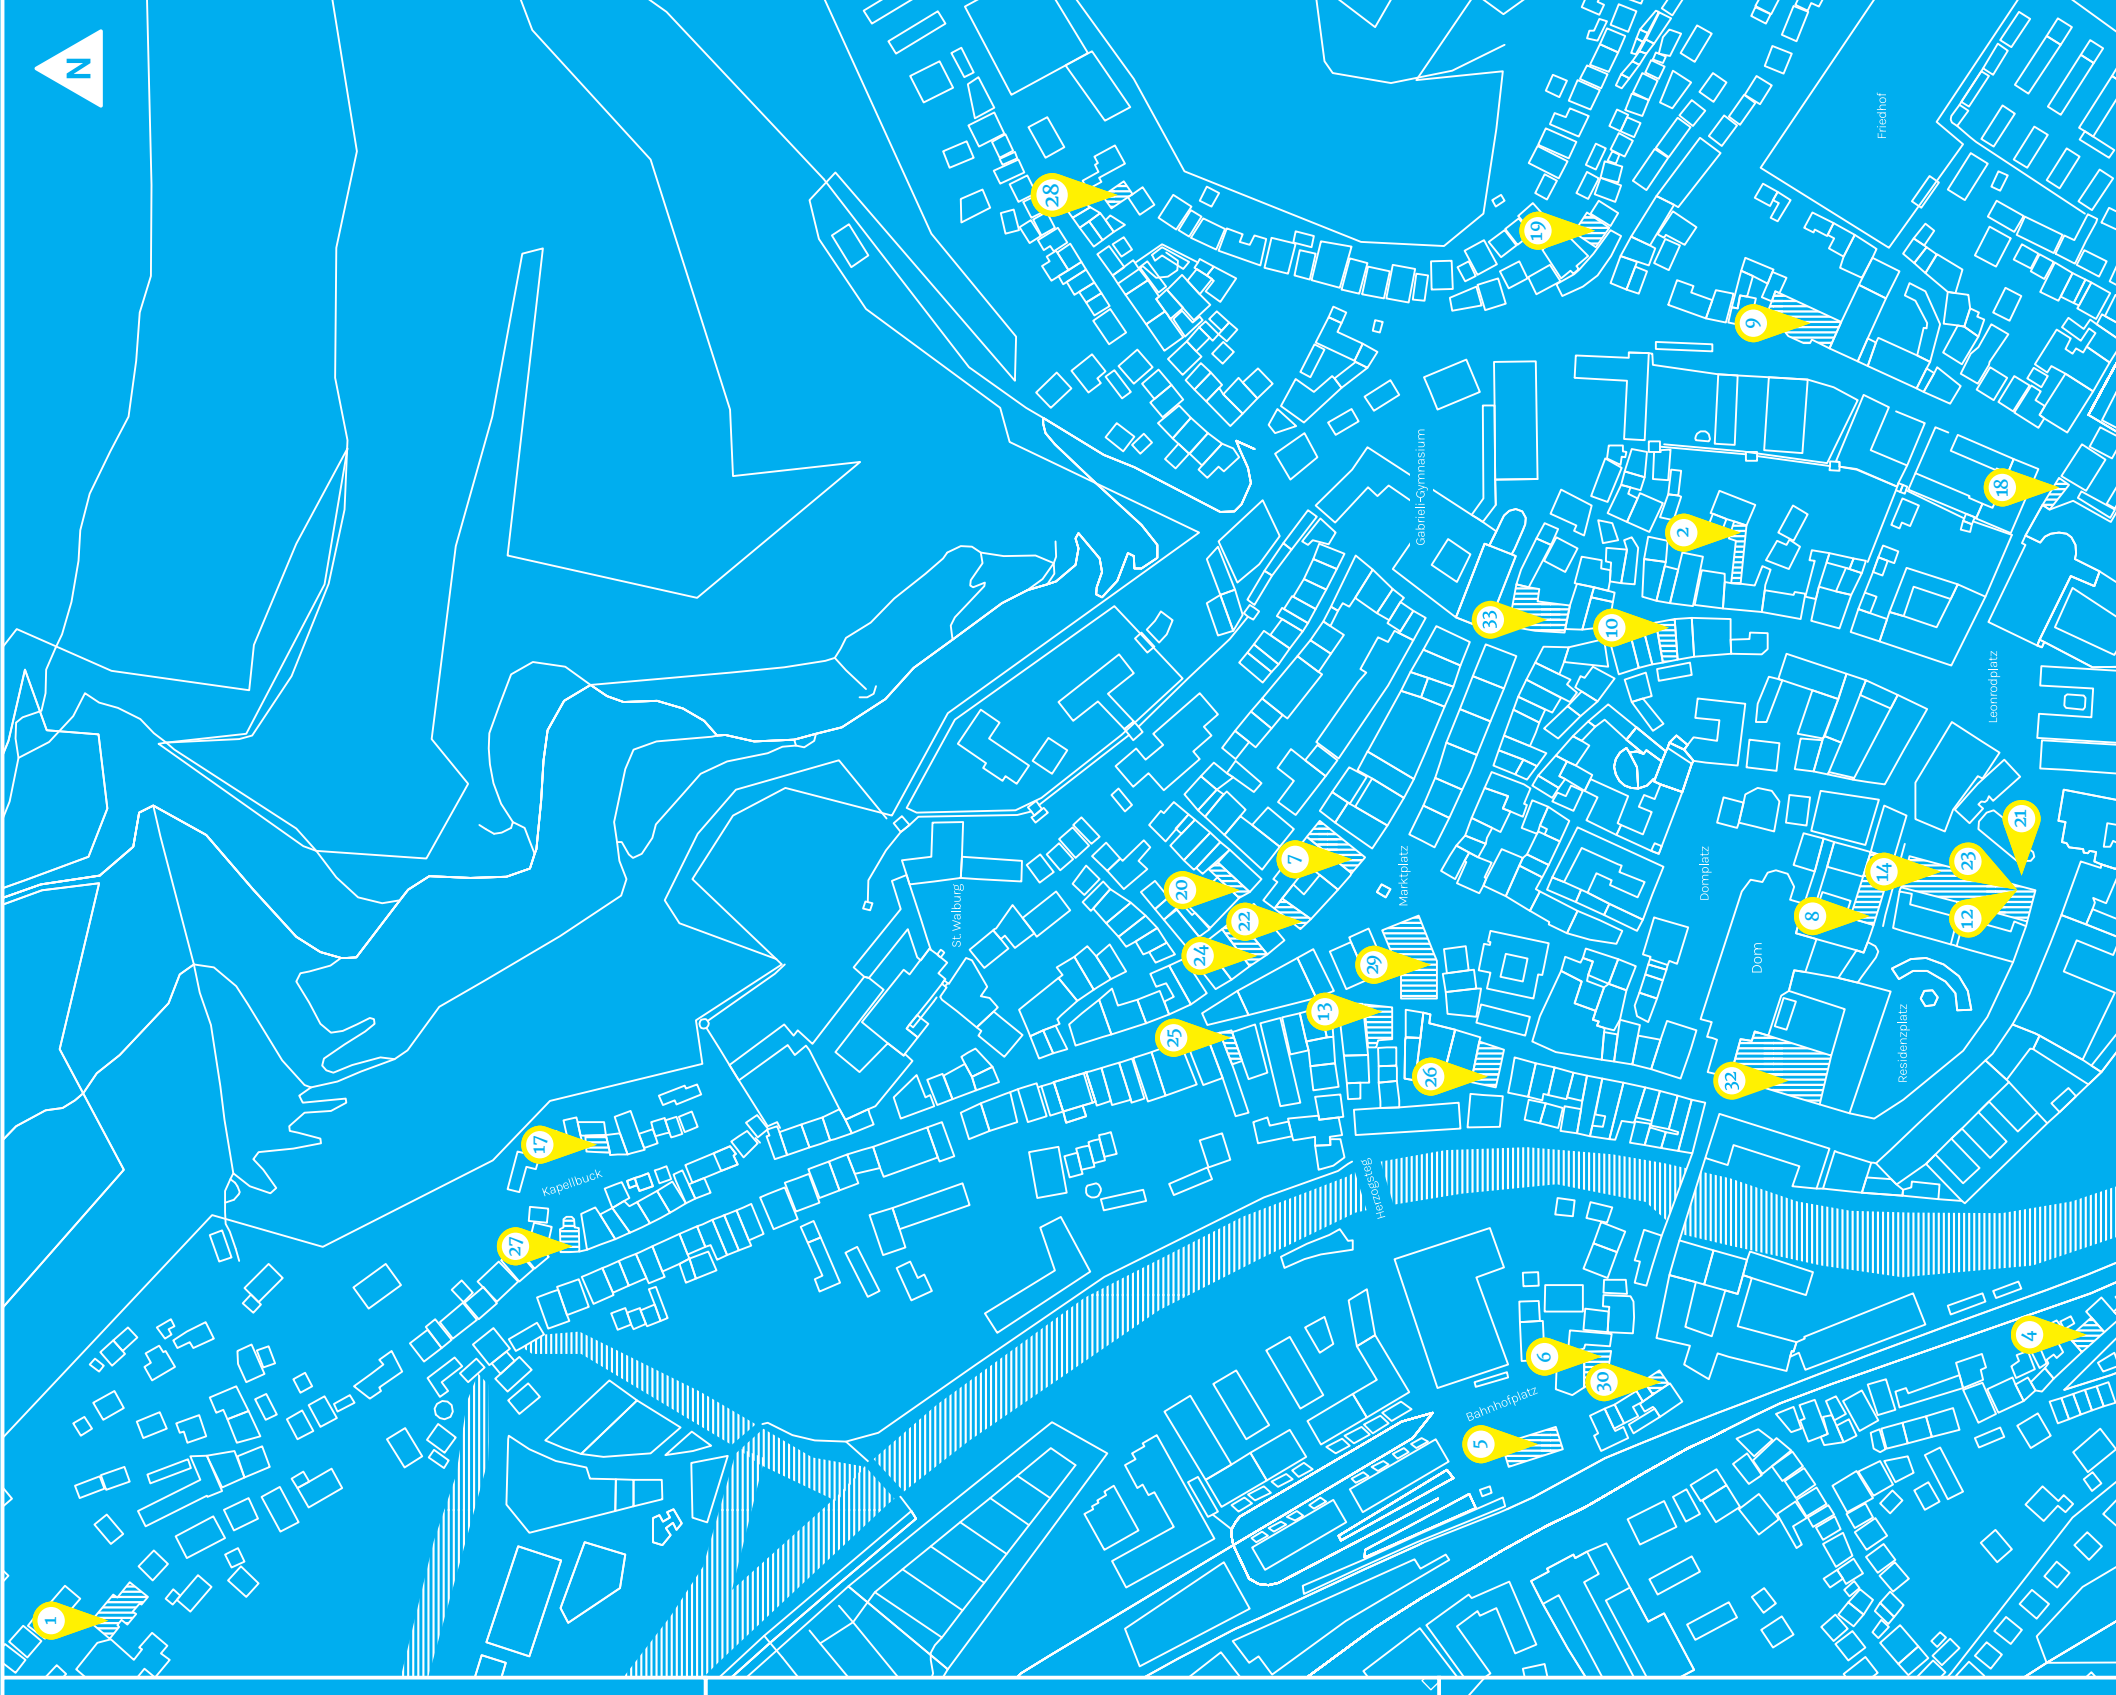 N
28
19
Friedhof
9
Gabrieli-Gymnasium
18
2
33
10
Leonrodplatz
7
Marktplatz
Domplatz
21
20
22
24
St.Walburg
14
23
8
12
Dom
29
13
25
26
32
Residenzplatz
17
Kapellbuck
Herzogsteg
27
6
30
4
Bahnhofplatz
5
1